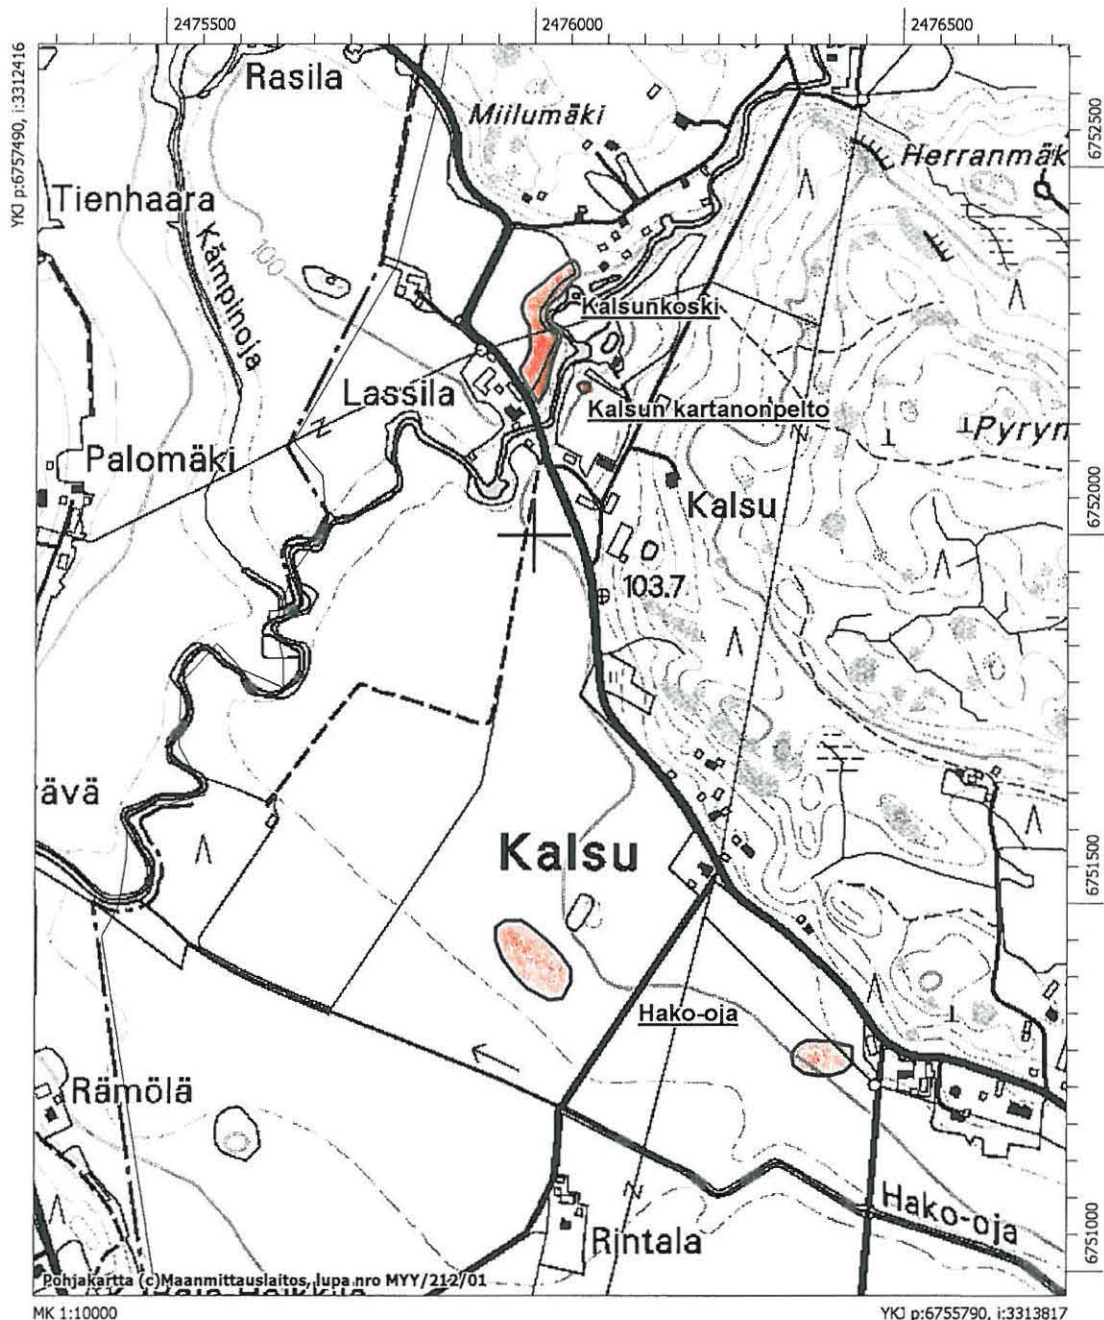 2475500
2476000
2476500
YKJ p:6757490, i:3312416
Rasila
Miilumäki
6752500
Herranmäk
Tienhaara
Kämpinoja
100
Kalsunkoski
Lassila
Kalsun kartanonpelto
Pyryn
Palomäki
Kalsu
6752000
103.7
ävä
Kalsu
6751500
Hako-oja
Rämölä
Hako-oja
Rintala
6751000
Pohjakartta (c)Maanmittauslaitos, lupa nro MYY/212/01
MK 1:10000
YKJ p:6755790, i:3313817